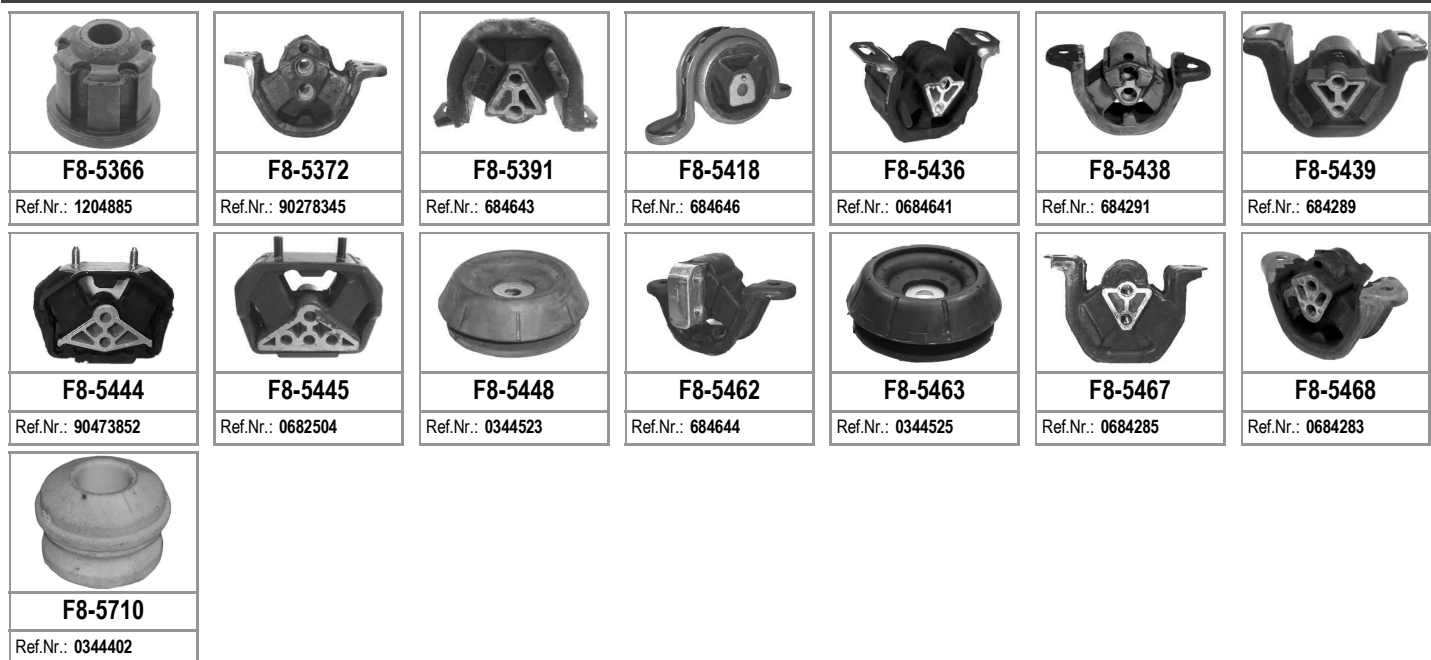 F8-5366
F8-5372
F8-5391
F8-5418
F8-5436
F8-5438
F8-5439
Ref.Nr.: 1204885
Ref.Nr.: 90278345
Ref.Nr.: 684643
Ref.Nr.: 684646
Ref.Nr.: 0684641
Ref.Nr.: 684291
Ref.Nr.: 684289
F8-5444
F8-5445
F8-5448
F8-5462
F8-5463
F8-5467
F8-5468
Ref.Nr.: 90473852
Ref.Nr.: 0682504
Ref.Nr.: 0344523
Ref.Nr.: 684644
Ref.Nr.: 0344525
Ref.Nr.: 0684285
Ref.Nr.: 0684283
F8-5710
Ref.Nr.: 0344402